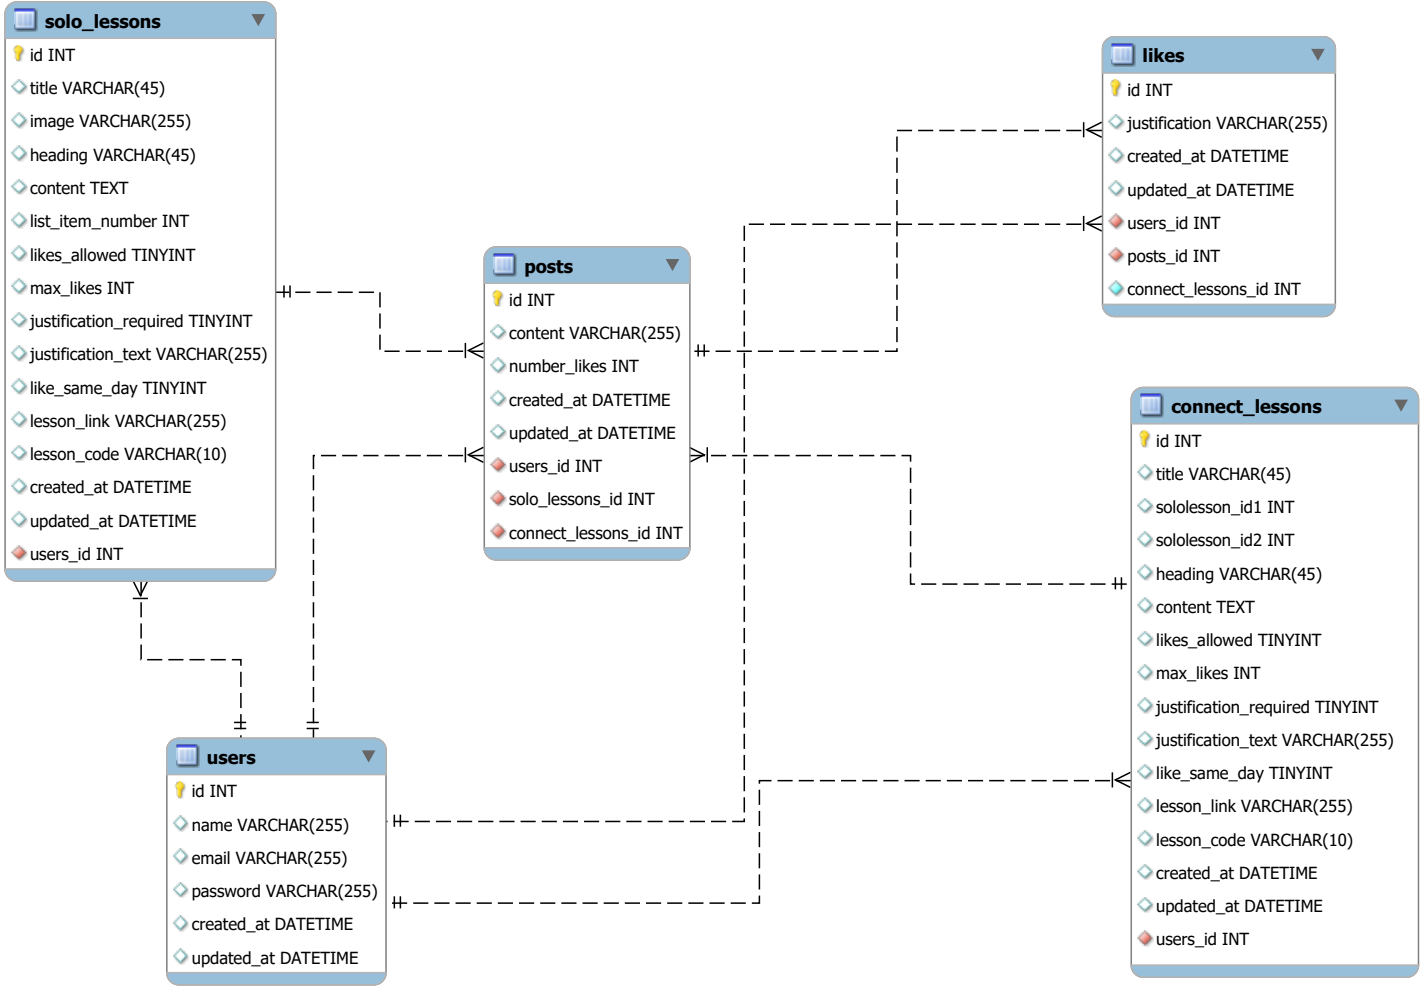 solo_lessons
id INT
title VARCHAR(45)
image VARCHAR(255)
heading VARCHAR(45)
content TEXT
list_item_number INT
likes_allowed TINYINT
max_likes INT
justification_required TINYINT
justification_text VARCHAR(255)
like_same_day TINYINT
lesson_link VARCHAR(255)
lesson_code VARCHAR(10)
created_at DATETIME
updated_at DATETIME
users_id INT
posts
id INT
content VARCHAR(255)
number_likes INT
created_at DATETIME
updated_at DATETIME
users_id INT
solo_lessons_id INT
connect_lessons_id INT
likes
id INT
justification VARCHAR(255)
created_at DATETIME
updated_at DATETIME
users_id INT
posts_id INT
connect_lessons_id INT
connect_lessons
id INT
title VARCHAR(45)
sololesson_id1 INT
sololesson_id2 INT
heading VARCHAR(45)
content TEXT
likes_allowed TINYINT
max_likes INT
justification_required TINYINT
justification_text VARCHAR(255)
like_same_day TINYINT
lesson_link VARCHAR(255)
lesson_code VARCHAR(10)
created_at DATETIME
updated_at DATETIME
users_id INT
users
id INT
name VARCHAR(255)
email VARCHAR(255)
password VARCHAR(255)
created_at DATETIME
updated_at DATETIME